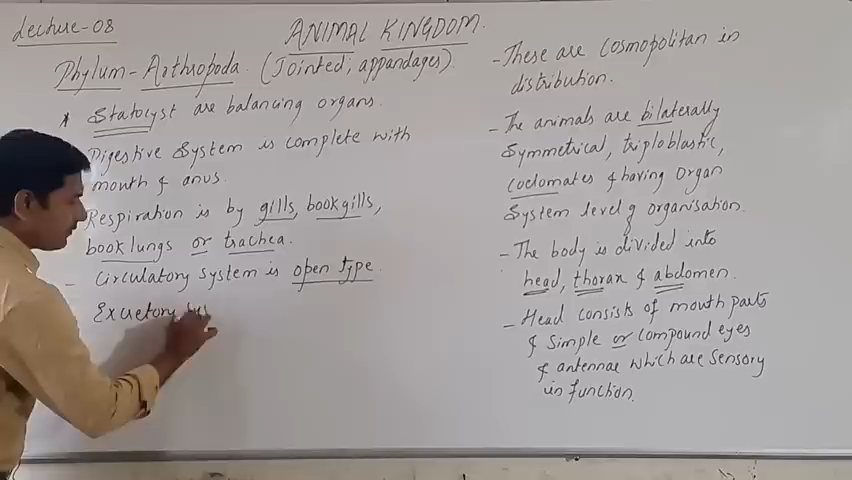 Lecture-08
ANIMAL KINGDOM.
Phylum-Arthropoda. (Jointed, appandages).
* Statocyst are balancing organs.
Digestive System is complete with
mouth & anus.
Respiration is by gills, bookgills,
book lungs or trachea.
- Circulatory System is open type.
Excretory Sys
- These are Cosmopolitan in
distribution.
- The animals are bilaterally
Symmetrical, triploblastic,
Coelomates & having Organ
System level of organisation.
- The body is divided into
head, thorax & abdomen.
- Head consists of mouth parts
& simple or compound eyes
& antennae which are sensory
in function.